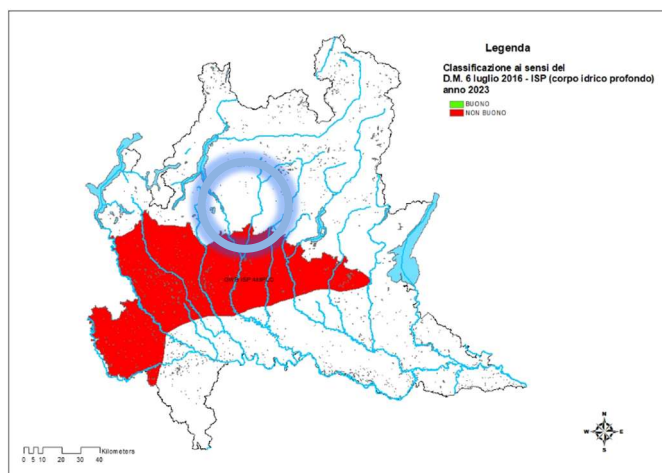 Legenda
Classificazione ai sensi del
D.M. 6 luglio 2016 - ISP (corpo idrico profondo)
anno 2023
BUONO
NON BUONO
N
W
E
S
Kilometers
0 5 10 20 30 40